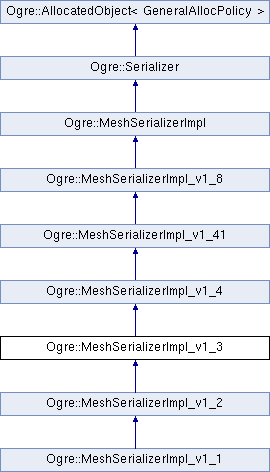 Ogre::AllocatedObject< GeneralAllocPolicy >
Ogre::Serializer
Ogre::MeshSerializerImpl
Ogre::MeshSerializerImpl_v1_8
Ogre::MeshSerializerImpl_v1_41
Ogre::MeshSerializerImpl_v1_4
Ogre::MeshSerializerImpl_v1_3
Ogre::MeshSerializerImpl_v1_2
Ogre::MeshSerializerImpl_v1_1